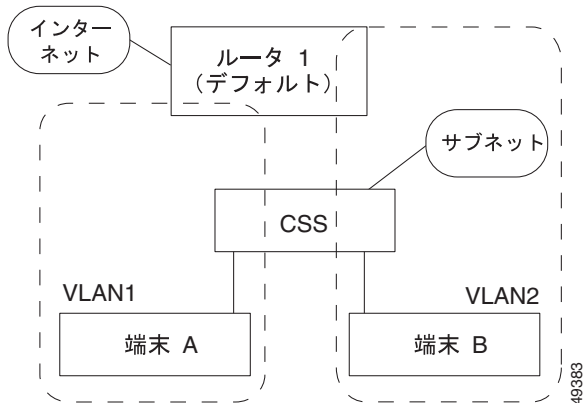 インター
ネット
ルータ 1
(デフォルト)
サブネット
CSS
VLAN1
VLAN2
端末 A
端末 B
49383